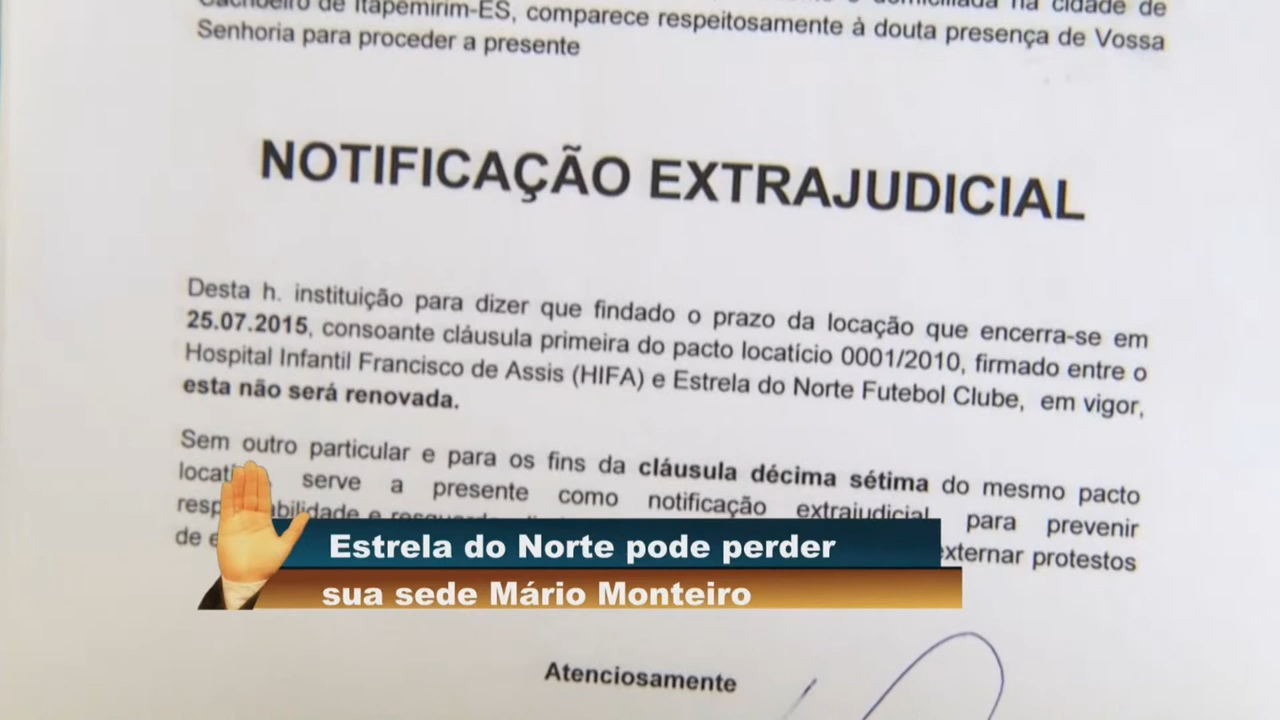 Cachoeiro de Itapemirim-ES, comparece respeitosamente à douta presença de Vossa
Senhoria para proceder a presente
NOTIFICAÇÃO EXTRAJUDICIAL
Desta h. instituição para dizer que findado o prazo da locação que encerra-se em
25.07.2015, consoante cláusula primeira do pacto locatício 0001/2010, firmado entre o
Hospital Infantil Francisco de Assis (HIFA) e Estrela do Norte Futebol Clube, em vigor,
esta não será renovada.
Sem outro particular e para os fins da cláusula décima sétima do mesmo pacto
serve a presente como notificação extrajudicial para prevenir
externar protestos
Estrela do Norte pode perder
sua sede Mário Monteiro
Atenciosamente